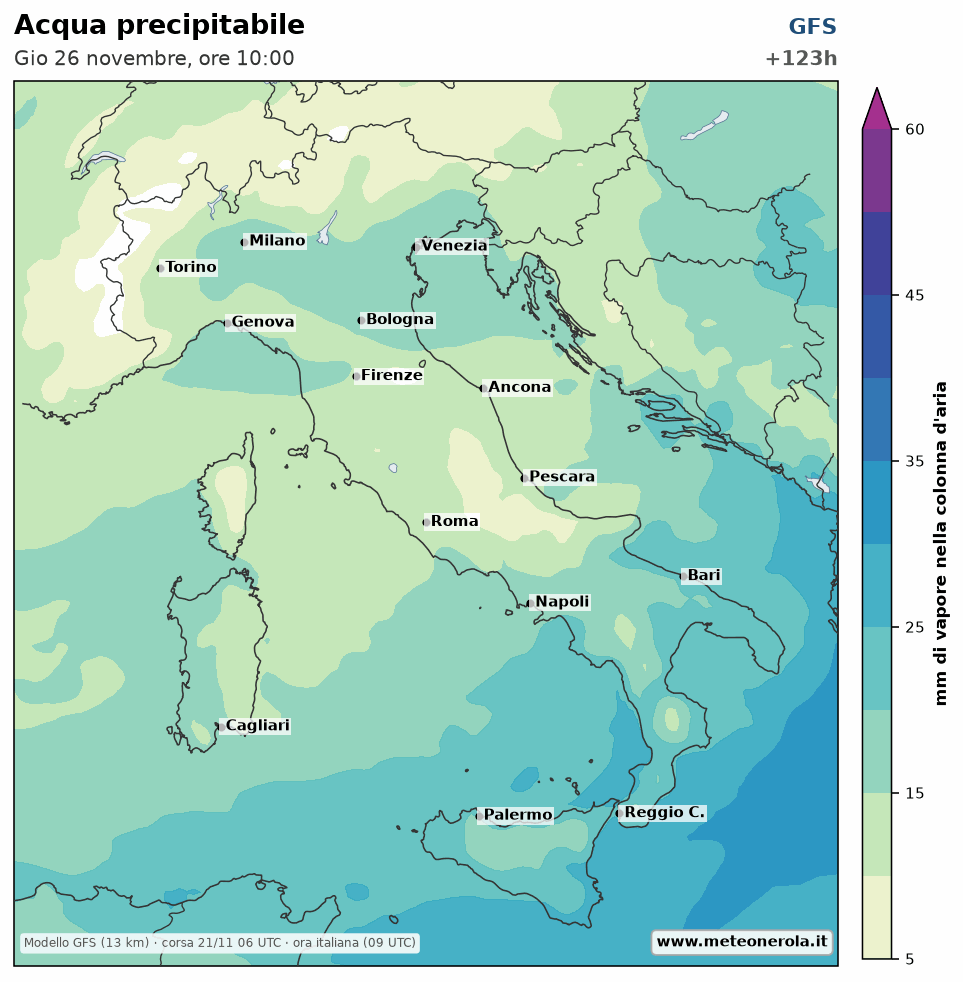 Acqua precipitabile
GFS
Gio 26 novembre, ore 10:00
+123h
60
Milano
Venezia
Torino
45
Genova
Bologna
Firenze
Ancona
35
Pescara
Roma
Bari
Napoli
25
Cagliari
15
Palermo
Reggio C.
5
mm di vapore nella colonna d'aria
Modello GFS (13 km) · corsa 21/11 06 UTC · ora italiana (09 UTC)
www.meteonerola.it